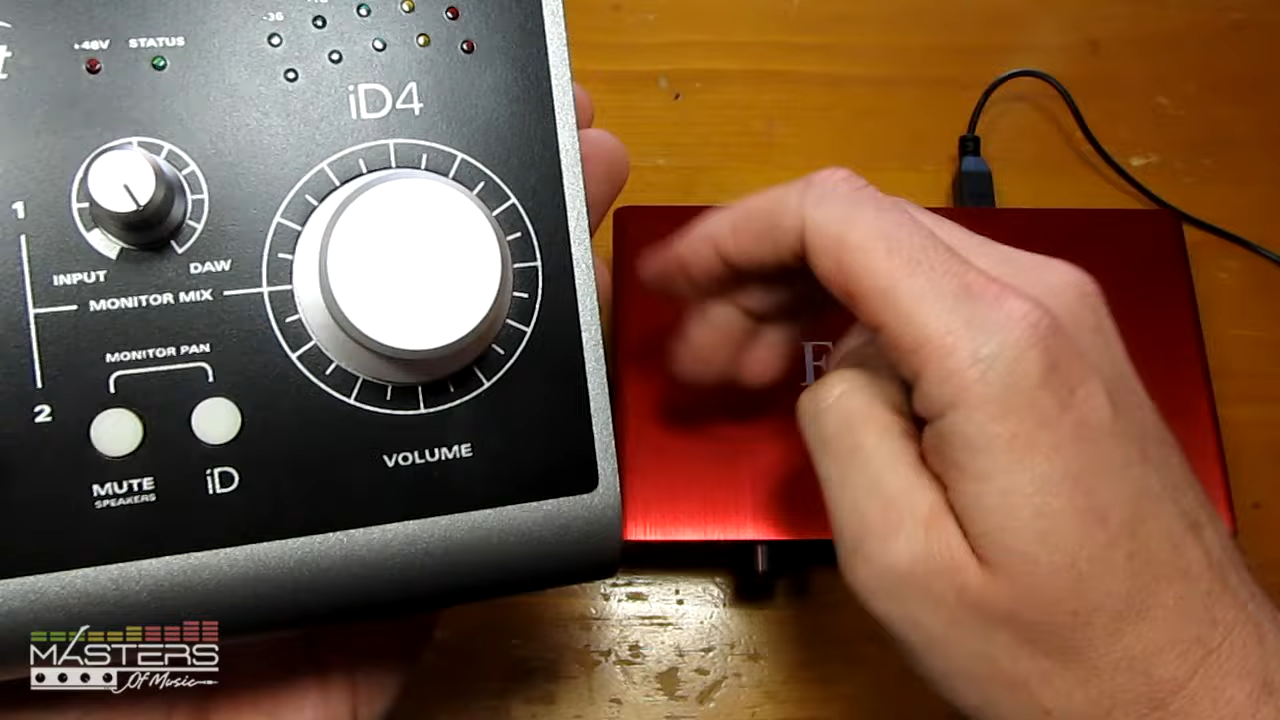 -36
+48V STATUS
iD4
1
INPUT DAW
MONITOR MIX
MONITOR PAN
2
MUTE
SPEAKERS
iD
VOLUME
F
MASTERS
Of Music